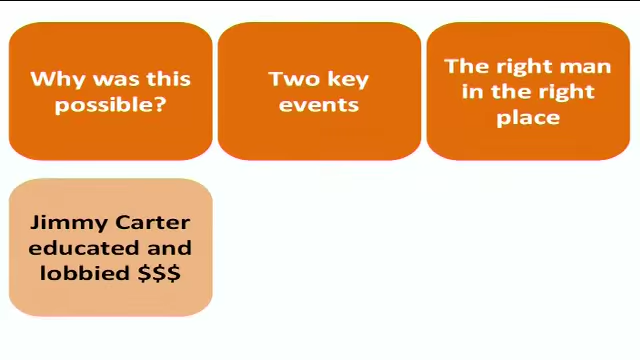 Why was this
possible?
Two key
events
The right man
in the right
place
Jimmy Carter
educated and
lobbied $$$